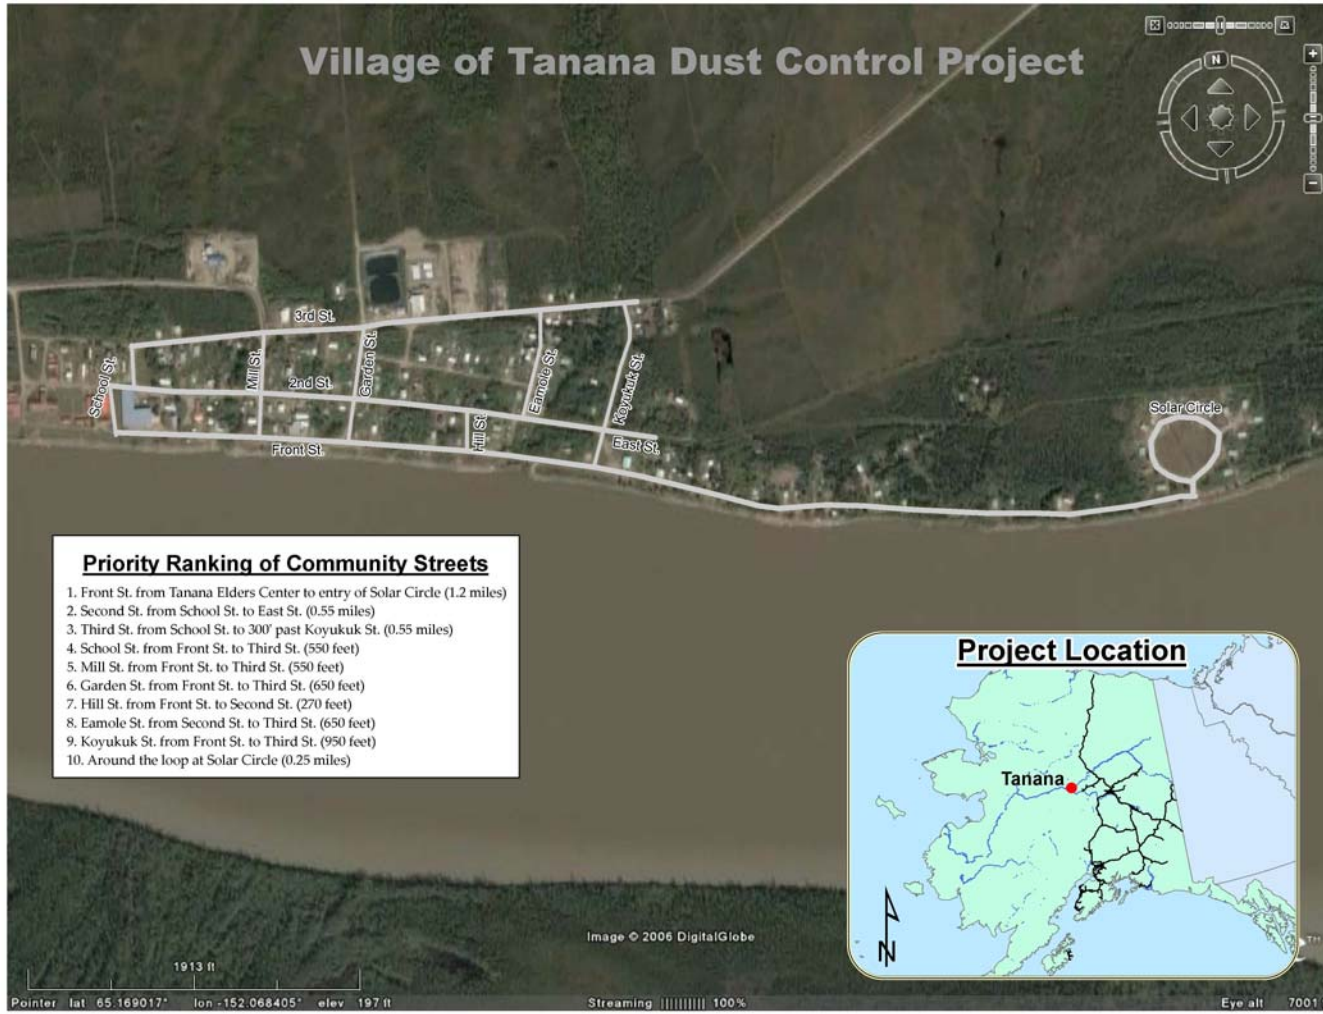 Village of Tanana Dust Control Project
N
3rd St.
School St.
Mill St.
2nd St.
Garden St.
Eamole St.
Koyukuk St.
Hill St.
East St.
Front St.
Solar Circle
Priority Ranking of Community Streets
1. Front St. from Tanana Elders Center to entry of Solar Circle (1.2 miles)
2. Second St. from School St. to East St. (0.55 miles)
3. Third St. from School St. to 300' past Koyukuk St. (0.55 miles)
4. School St. from Front St. to Third St. (550 feet)
5. Mill St. from Front St. to Third St. (550 feet)
6. Garden St. from Front St. to Third St. (650 feet)
7. Hill St. from Front St. to Second St. (270 feet)
8. Eamole St. from Second St. to Third St. (650 feet)
9. Koyukuk St. from Front St. to Third St. (950 feet)
10. Around the loop at Solar Circle (0.25 miles)
Project Location
Tanana
N
Image © 2006 DigitalGlobe
TM
1913 ft
Pointer lat 65.169017° lon -152.068405° elev 197 ft Streaming |||||||||| 100% Eye alt 7001